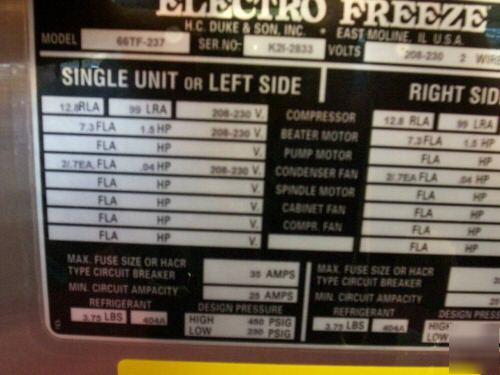 ELECTRO FREEZE
H.C. DUKE & SON, INC. • EAST MOLINE, IL U.S.A.
MODEL 66TF-237 SER.NO- K2I-2833 VOLTS 208-230 2 WIRE
SINGLE UNIT OR LEFT SIDE
RIGHT SID
12.8 RLA 99 LRA 208-230 V. COMPRESSOR 12.8 RLA 99 LRA
7.3 FLA 1.5 HP 208-230 V. BEATER MOTOR 7.3 FLA 1.5 HP
FLA HP V. PUMP MOTOR FLA HP
2/.7EA. FLA .04 HP 208-230 V. CONDENSER FAN 2/.7EA. FLA .04 HP
FLA HP V. SPINDLE MOTOR FLA HP
FLA HP V. CABINET FAN FLA HP
FLA HP V. COMPR. FAN FLA HP
FLA HP V. FLA HP
MAX. FUSE SIZE OR HACR
TYPE CIRCUIT BREAKER 35 AMPS
MIN. CIRCUIT AMPACITY 25 AMPS
REFRIGERANT DESIGN PRESSURE
3.75 LBS 404A HIGH 450 PSIG
LOW 250 PSIG
MAX. FUSE SIZE OR HACR
TYPE CIRCUIT BREAKER
MIN. CIRCUIT AMPACITY
REFRIGERANT DESIGN PRESSURE
3.75 LBS 404A HIGH
LOW